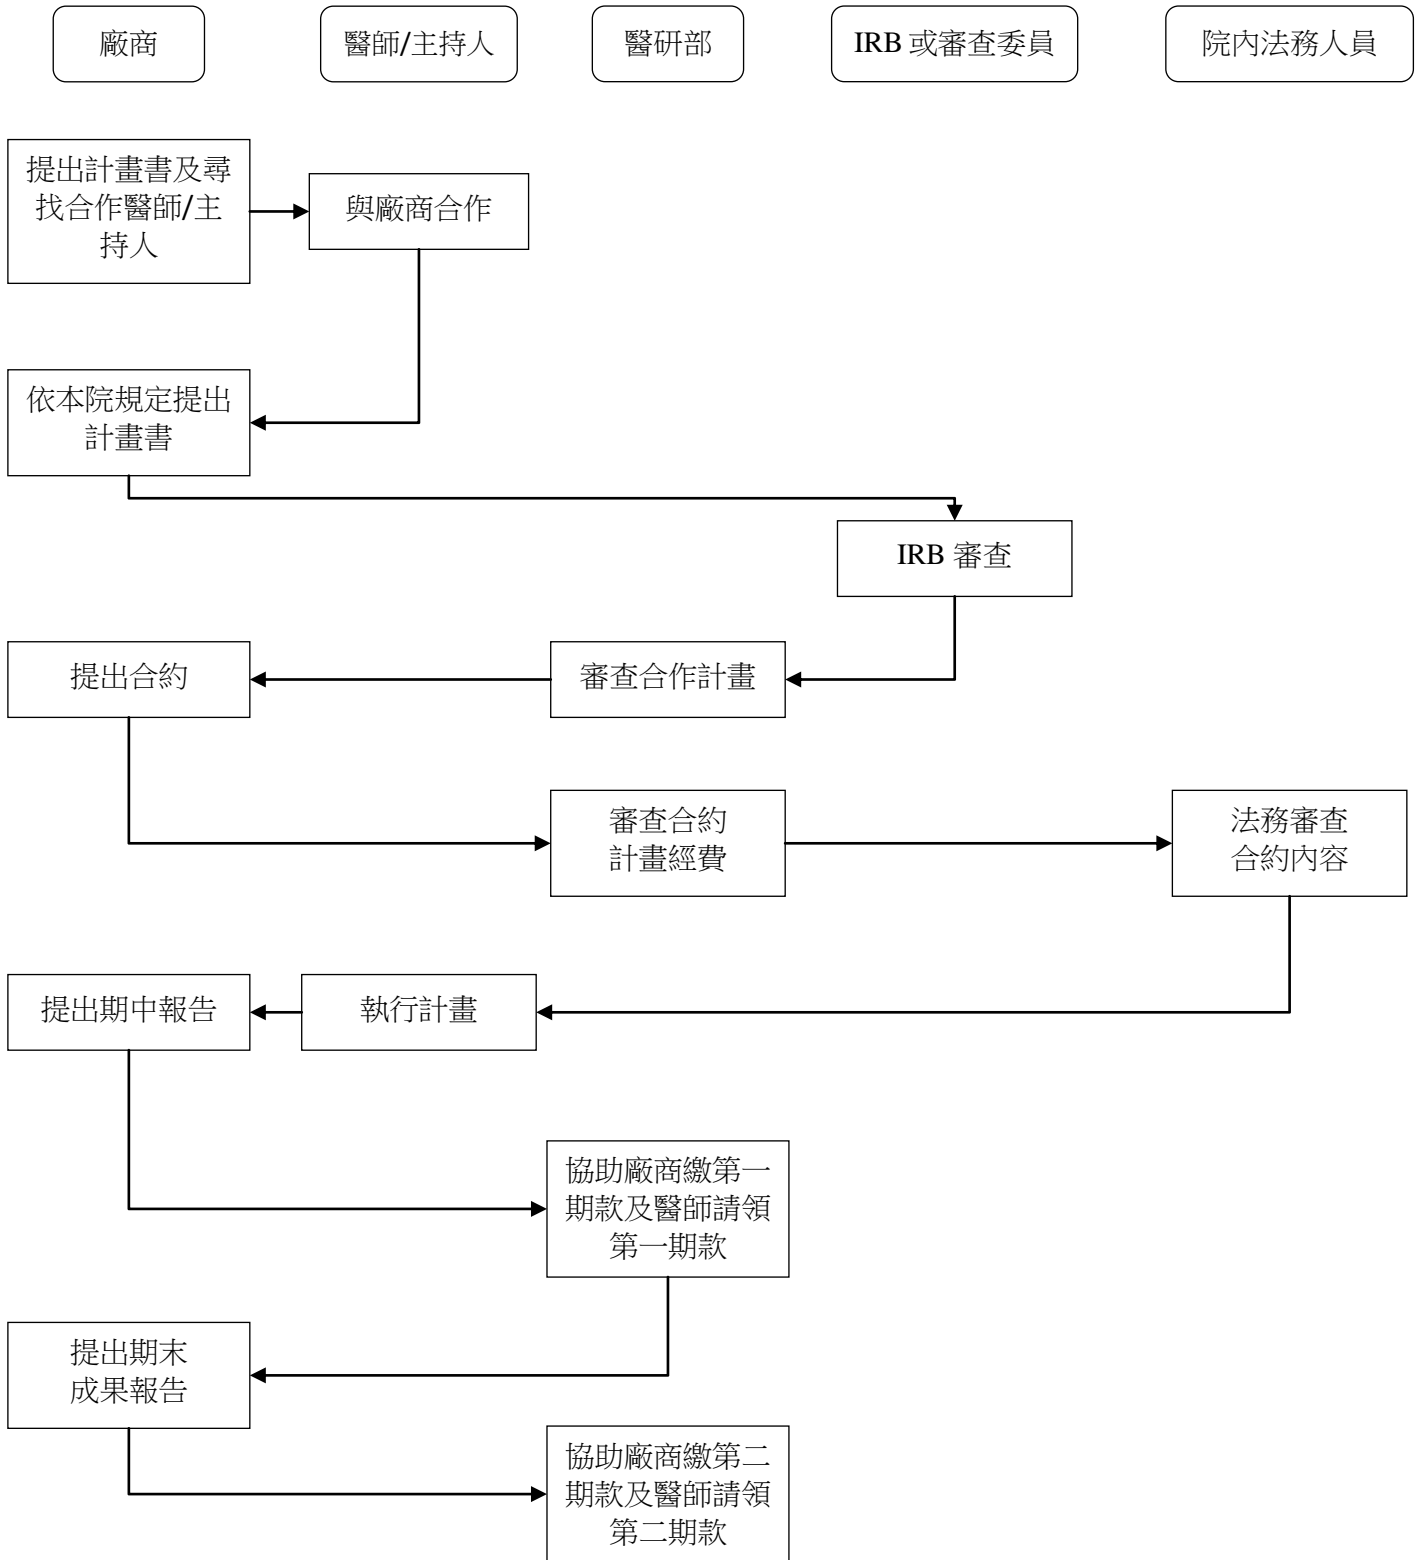 廠商
醫師/主持人
醫研部
IRB 或審查委員
院內法務人員
提出計畫書及尋
找合作醫師/主
持人
與廠商合作
依本院規定提出
計畫書
IRB 審查
提出合約
審查合作計畫
審查合約
計畫經費
法務審查
合約內容
提出期中報告
執行計畫
協助廠商繳第一
期款及醫師請領
第一期款
提出期末
成果報告
協助廠商繳第二
期款及醫師請領
第二期款